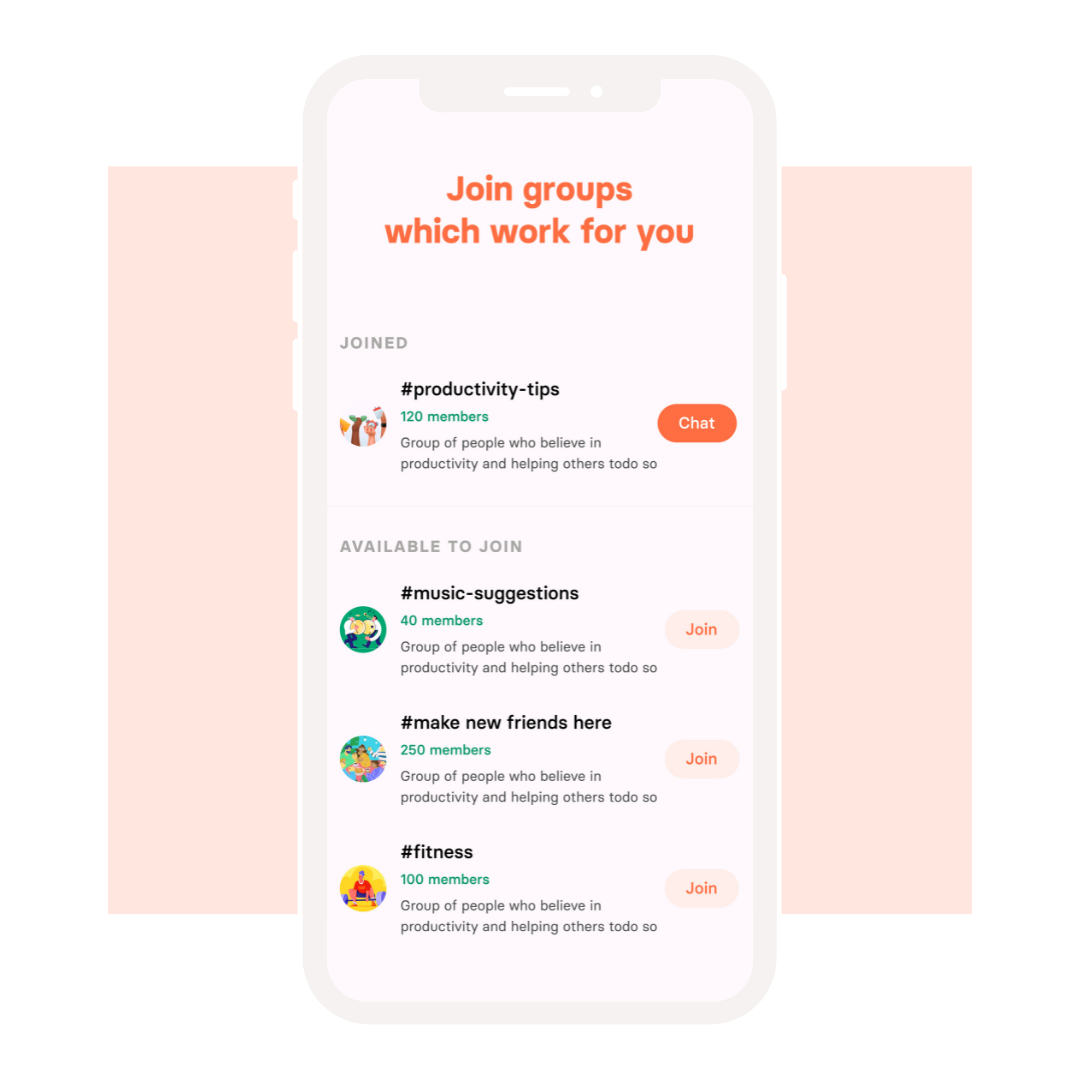 Join groups
which work for you
JOINED
#productivity-tips
120 members
Group of people who believe in
productivity and helping others todo so
Chat
AVAILABLE TO JOIN
#music-suggestions
40 members
Group of people who believe in
productivity and helping others todo so
Join
#make new friends here
250 members
Group of people who believe in
productivity and helping others todo so
Join
#fitness
100 members
Group of people who believe in
productivity and helping others todo so
Join